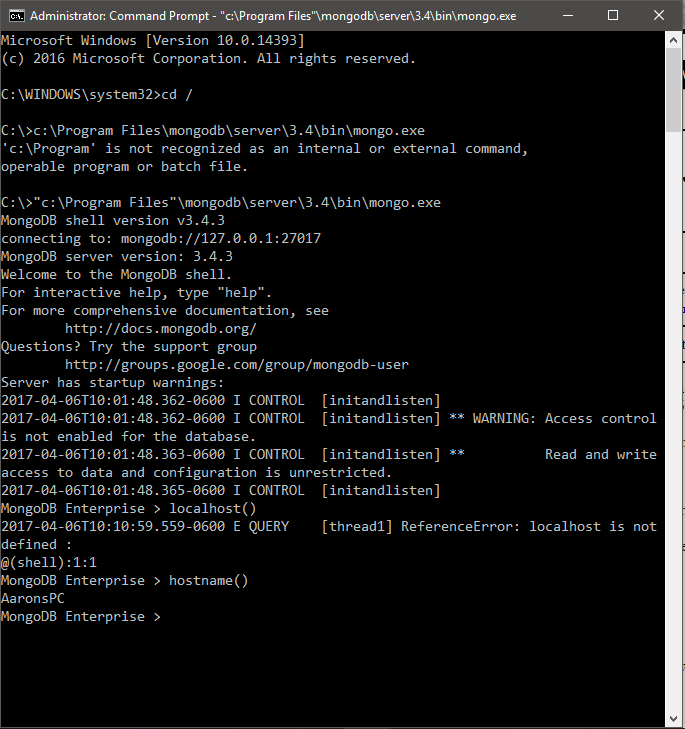 Administrator: Command Prompt - "c:\Program Files"\mongodb\server\3.4\bin\mongo.exe
Microsoft Windows [Version 10.0.14393]
(c) 2016 Microsoft Corporation. All rights reserved.
C:\WINDOWS\system32>cd /
C:\>c:\Program Files\mongodb\server\3.4\bin\mongo.exe
'c:\Program' is not recognized as an internal or external command,
operable program or batch file.
C:\>"c:\Program Files"\mongodb\server\3.4\bin\mongo.exe
MongoDB shell version v3.4.3
connecting to: mongodb://127.0.0.1:27017
MongoDB server version: 3.4.3
Welcome to the MongoDB shell.
For interactive help, type "help".
For more comprehensive documentation, see
        http://docs.mongodb.org/
Questions? Try the support group
        http://groups.google.com/group/mongodb-user
Server has startup warnings:
2017-04-06T10:01:48.362-0600 I CONTROL  [initandlisten]
2017-04-06T10:01:48.362-0600 I CONTROL  [initandlisten] ** WARNING: Access control
is not enabled for the database.
2017-04-06T10:01:48.363-0600 I CONTROL  [initandlisten] **          Read and write
access to data and configuration is unrestricted.
2017-04-06T10:01:48.365-0600 I CONTROL  [initandlisten]
MongoDB Enterprise > localhost()
2017-04-06T10:10:59.559-0600 E QUERY    [thread1] ReferenceError: localhost is not
defined :
@(shell):1:1
MongoDB Enterprise > hostname()
AaronsPC
MongoDB Enterprise >